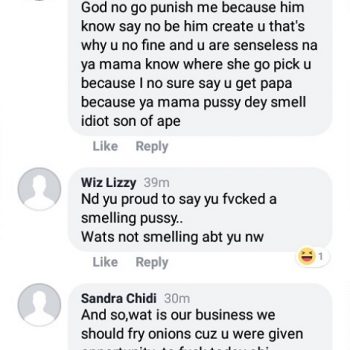 God no go punish me because him
know say no be him create u that's
why u no fine and u are senseless na
ya mama know where she go pick u
because I no sure say u get papa
because ya mama pussy dey smell
idiot son of ape
Like Reply
Wiz Lizzy 39m
Nd yu proud to say yu fvcked a
smelling pussy..
Wats not smelling abt yu nw
1
Like Reply
Sandra Chidi 30m
And so,wat is our business we
should fry onions cuz u were given